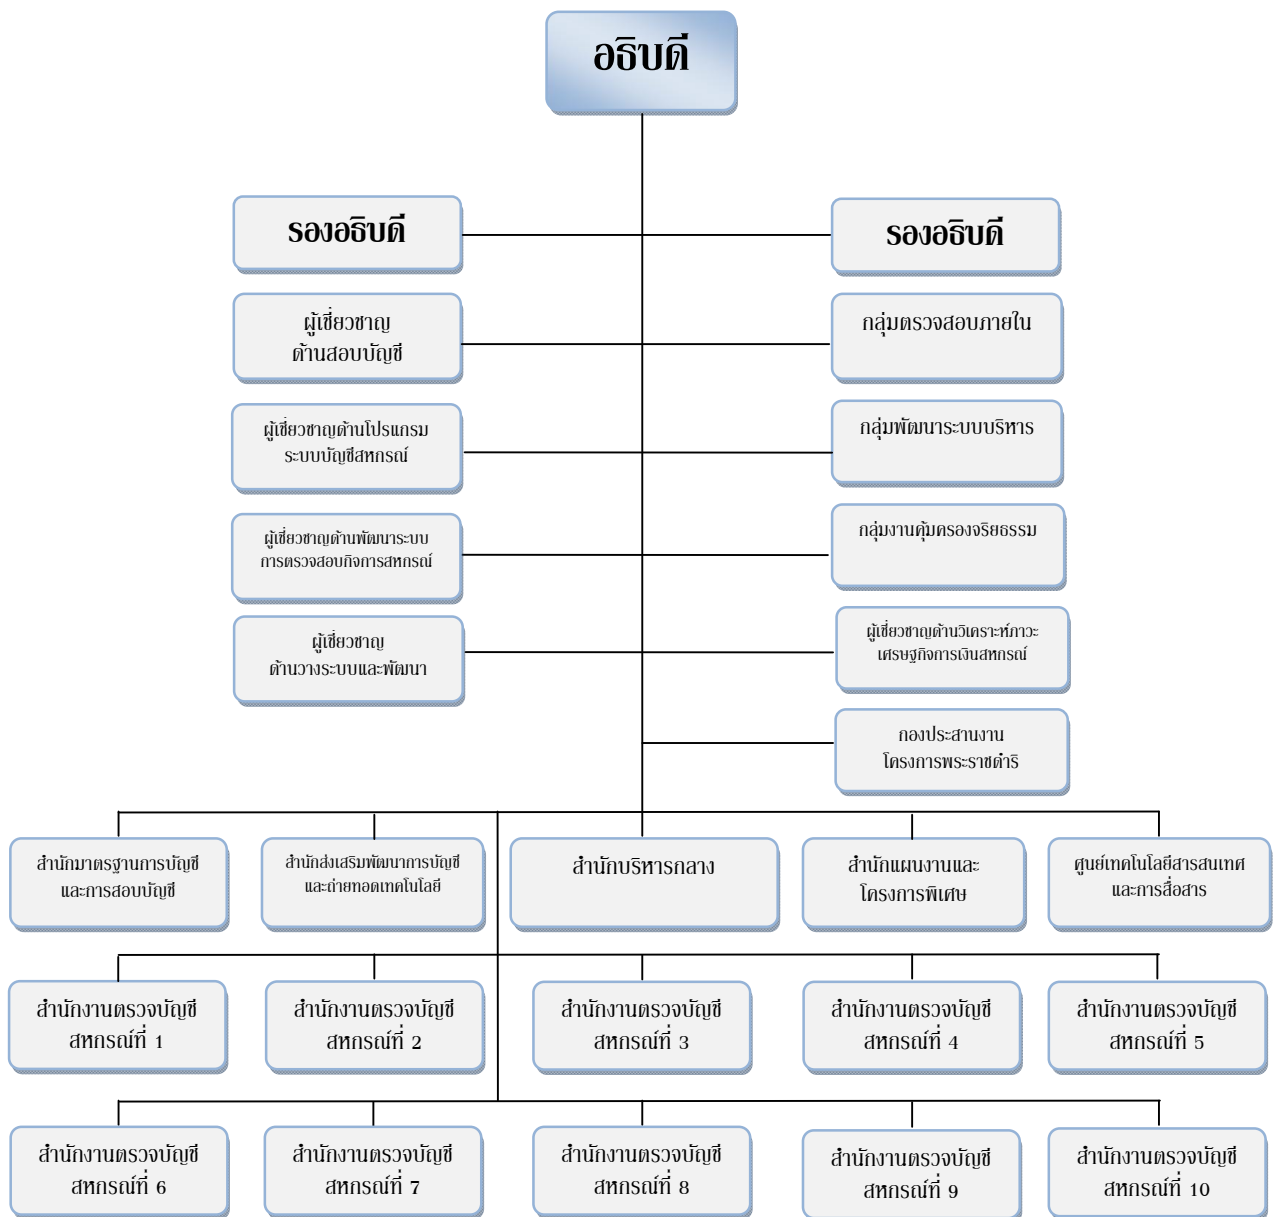 อธิบดี
รองอธิบดี
รองอธิบดี
ผู้เชี่ยวชาญ
ด้านสอบบัญชี
กลุ่มตรวจสอบภายใน
ผู้เชี่ยวชาญด้านโปรแกรม
ระบบบัญชีสหกรณ์
กลุ่มพัฒนาระบบบริหาร
ผู้เชี่ยวชาญด้านพัฒนาระบบ
การตรวจสอบกิจการสหกรณ์
กลุ่มงานคุ้มครองจริยธรรม
ผู้เชี่ยวชาญ
ด้านวางระบบและพัฒนา
ผู้เชี่ยวชาญด้านวิเคราะห์ภาวะ
เศรษฐกิจการเงินสหกรณ์
กองประสานงาน
โครงการพระราชดำริ
สำนักมาตรฐานการบัญชี
และการสอบบัญชี
สำนักส่งเสริมพัฒนาการบัญชี
และถ่ายทอดเทคโนโลยี
สำนักบริหารกลาง
สำนักแผนงานและ
โครงการพิเศษ
ศูนย์เทคโนโลยีสารสนเทศ
และการสื่อสาร
สำนักงานตรวจบัญชี
สหกรณ์ที่ 1
สำนักงานตรวจบัญชี
สหกรณ์ที่ 2
สำนักงานตรวจบัญชี
สหกรณ์ที่ 3
สำนักงานตรวจบัญชี
สหกรณ์ที่ 4
สำนักงานตรวจบัญชี
สหกรณ์ที่ 5
สำนักงานตรวจบัญชี
สหกรณ์ที่ 6
สำนักงานตรวจบัญชี
สหกรณ์ที่ 7
สำนักงานตรวจบัญชี
สหกรณ์ที่ 8
สำนักงานตรวจบัญชี
สหกรณ์ที่ 9
สำนักงานตรวจบัญชี
สหกรณ์ที่ 10